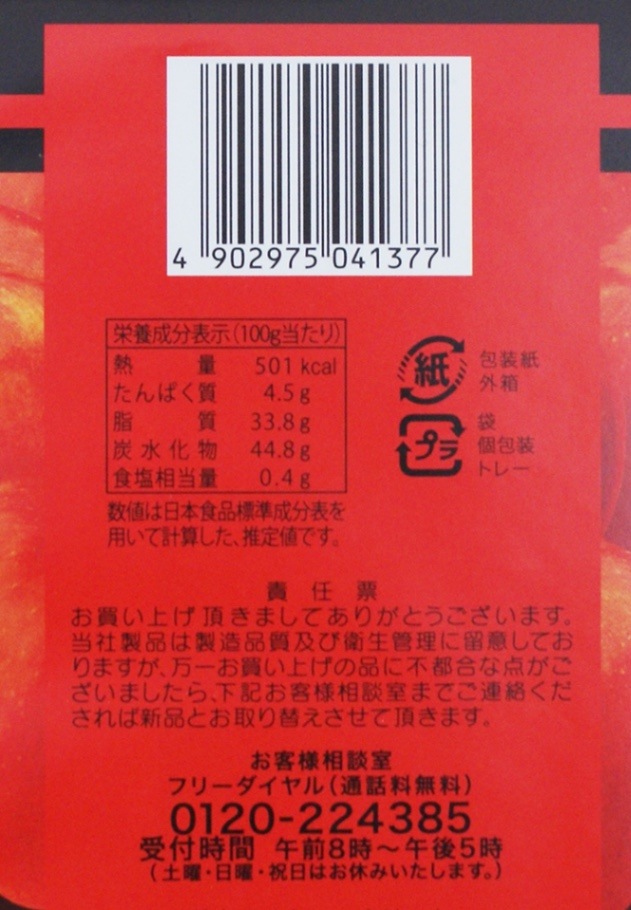 4 902975 041377
栄養成分表示(100g当たり)
熱量 501 kcal
たんぱく質 4.5g
脂質 33.8g
炭水化物 44.8g
食塩相当量 0.4g
数値は日本食品標準成分表を
用いて計算した、推定値です。
紙 包装紙
外箱
プラ 袋
個包装
トレー
責任票
お買い上げ頂きましてありがとうございます。
当社製品は製造品質及び衛生管理に留意してお
りますが、万一お買い上げの品に不都合な点がご
ざいましたら、下記お客様相談室までご連絡くだ
されば新品とお取り替えさせて頂きます。
お客様相談室
フリーダイヤル(通話料無料)
0120-224385
受付時間 午前8時～午後5時
(土曜・日曜・祝日はお休みいたします。)